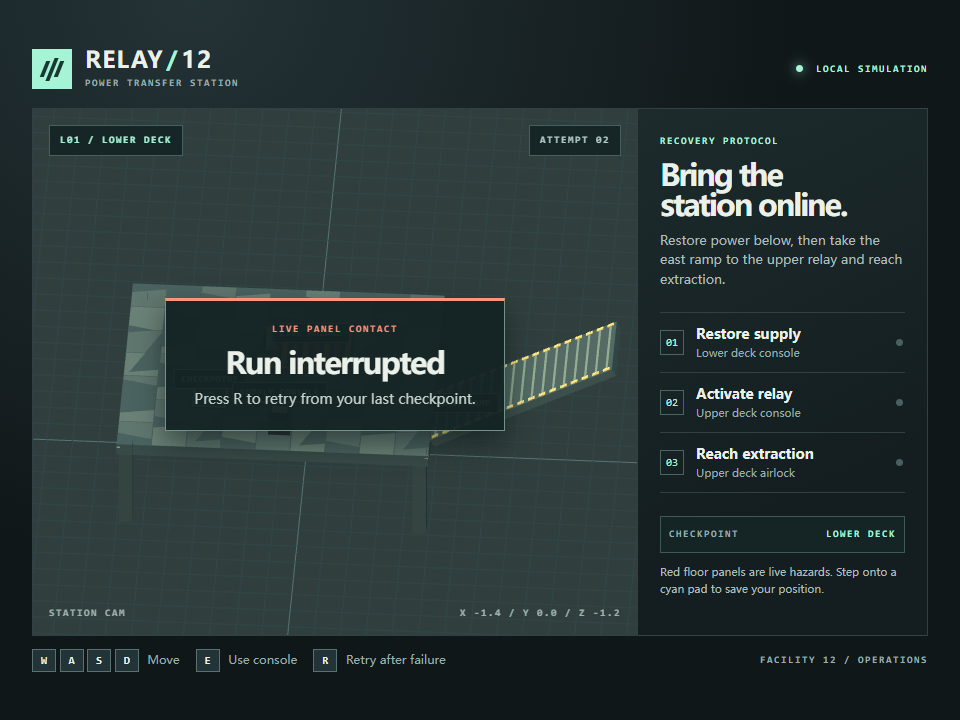 RELAY/12
POWER TRANSFER STATION
LOCAL SIMULATION
L01 / LOWER DECK
ATTEMPT 02
LIVE PANEL CONTACT
Run interrupted
Press R to retry from your last checkpoint.
STATION CAM
X -1.4 / Y 0.0 / Z -1.2
RECOVERY PROTOCOL
Bring the
station online.
Restore power below, then take the
east ramp to the upper relay and reach
extraction.
01 Restore supply
Lower deck console
02 Activate relay
Upper deck console
03 Reach extraction
Upper deck airlock
CHECKPOINT LOWER DECK
Red floor panels are live hazards. Step onto a
cyan pad to save your position.
W A S D Move E Use console R Retry after failure
FACILITY 12 / OPERATIONS